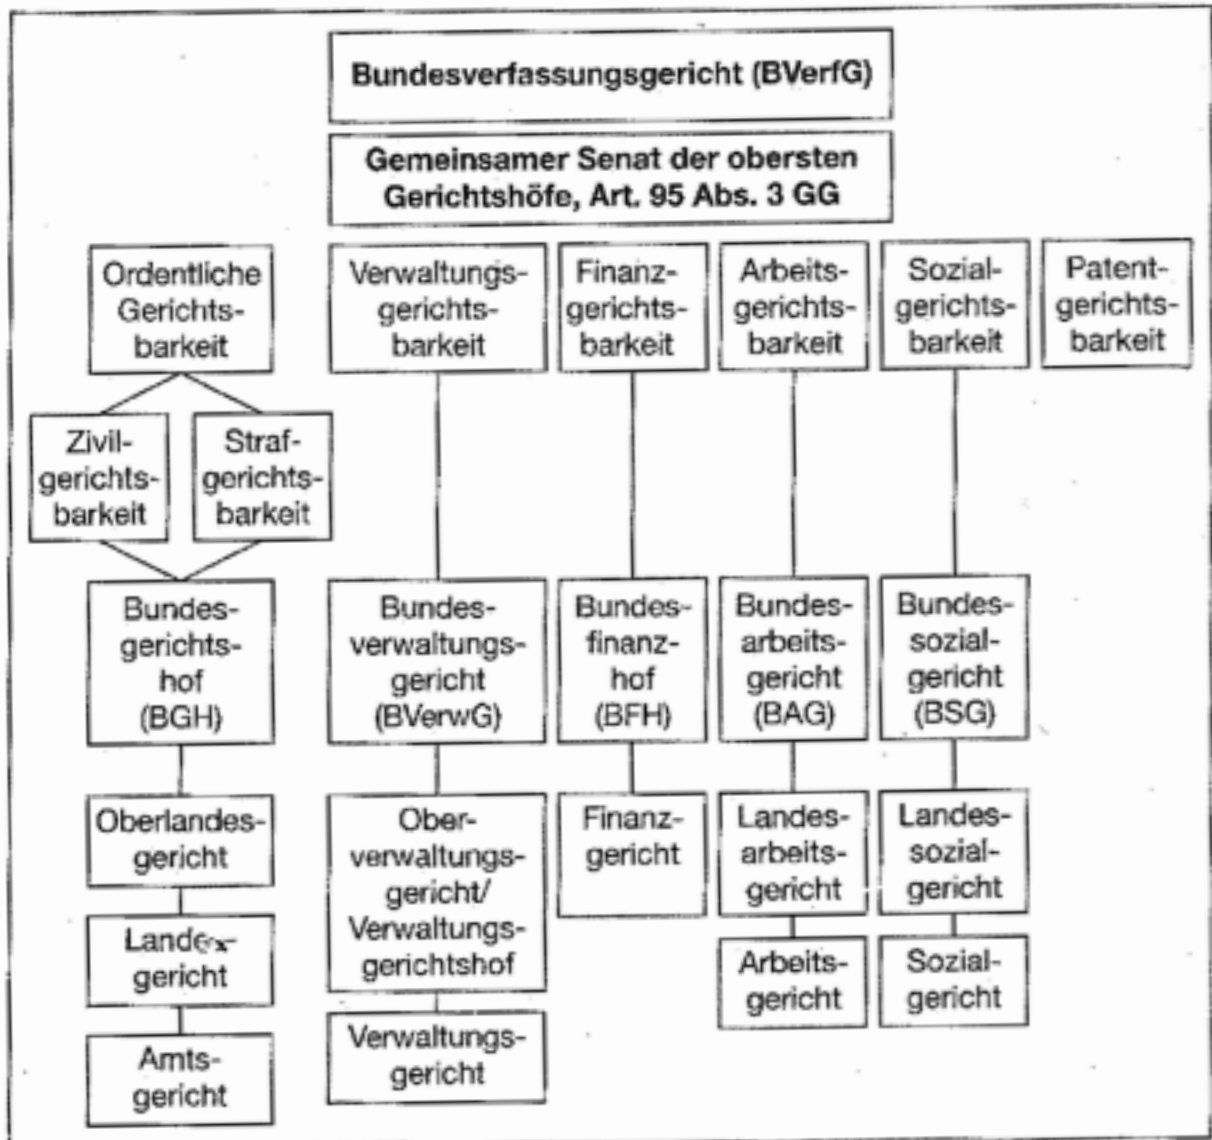 Bundesverfassungsgericht (BVerfG)
Gemeinsamer Senat der obersten
Gerichtshöfe, Art. 95 Abs. 3 GG
Ordentliche
Gerichts-
barkeit
Verwaltungs-
gerichts-
barkeit
Finanz-
gerichts-
barkeit
Arbeits-
gerichts-
barkeit
Sozial-
gerichts-
barkeit
Patent-
gerichts-
barkeit
Zivil-
gerichts-
barkeit
Straf-
gerichts-
barkeit
Bundes-
gerichts-
hof
(BGH)
Bundes-
verwaltungs-
gericht
(BVerwG)
Bundes-
finanz-
hof
(BFH)
Bundes-
arbeits-
gericht
(BAG)
Bundes-
sozial-
gericht
(BSG)
Oberlandes-
gericht
Ober-
verwaltungs-
gericht/
Verwaltungs-
gerichtshof
Finanz-
gericht
Landes-
arbeits-
gericht
Landes-
sozial-
gericht
Landes-
gericht
Arbeits-
gericht
Sozial-
gericht
Amts-
gericht
Verwaltungs-
gericht